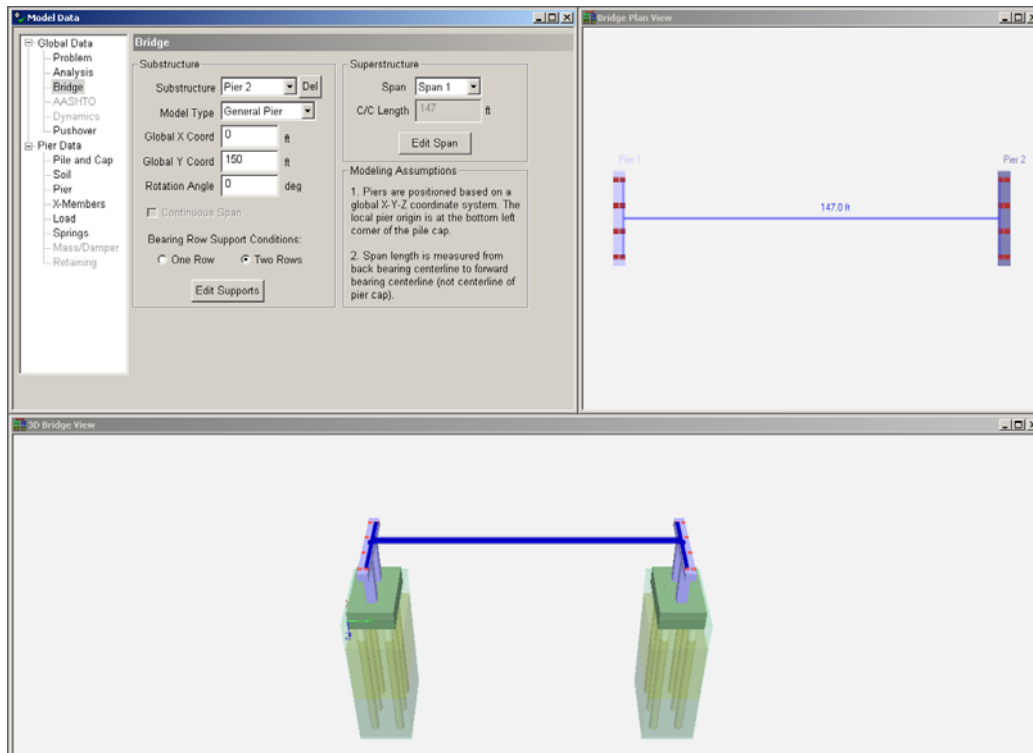 Model Data
Global Data
Problem
Analysis
Bridge
AASHTO
Dynamics
Pushover
Pier Data
Pile and Cap
Soil
Pier
X-Members
Load
Springs
Mass/Damper
Retaining
Bridge
Substructure
Substructure Pier 2 Del
Model Type General Pier
Global X Coord 0 ft
Global Y Coord 150 ft
Rotation Angle 0 deg
Continuous Span
Bearing Row Support Conditions:
One Row Two Rows
Edit Supports
Superstructure
Span Span 1
C/C Length 147 ft
Edit Span
Modeling Assumptions
1. Piers are positioned based on a
global X-Y-Z coordinate system. The
local pier origin is at the bottom left
corner of the pile cap.
2. Span length is measured from
back bearing centerline to forward
bearing centerline (not centerline of
pier cap).
Bridge Plan View
Pier 1 Pier 2
147.0 ft
3D Bridge View